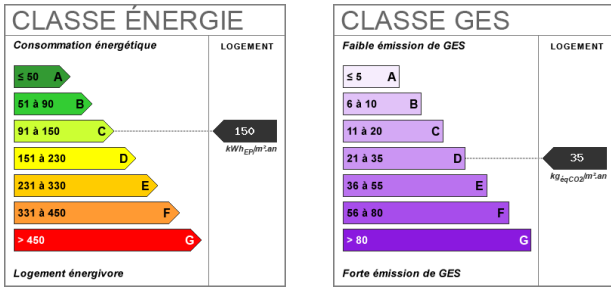 CLASSE ÉNERGIE
Consommation énergétique
LOGEMENT
≤ 50 A
51 à 90 B
91 à 150 C
150
kWhEP/m².an
151 à 230 D
231 à 330 E
331 à 450 F
> 450 G
Logement énergivore
CLASSE GES
Faible émission de GES
LOGEMENT
≤ 5 A
6 à 10 B
11 à 20 C
21 à 35 D
35
kgéqCO2/m².an
36 à 55 E
56 à 80 F
> 80 G
Forte émission de GES